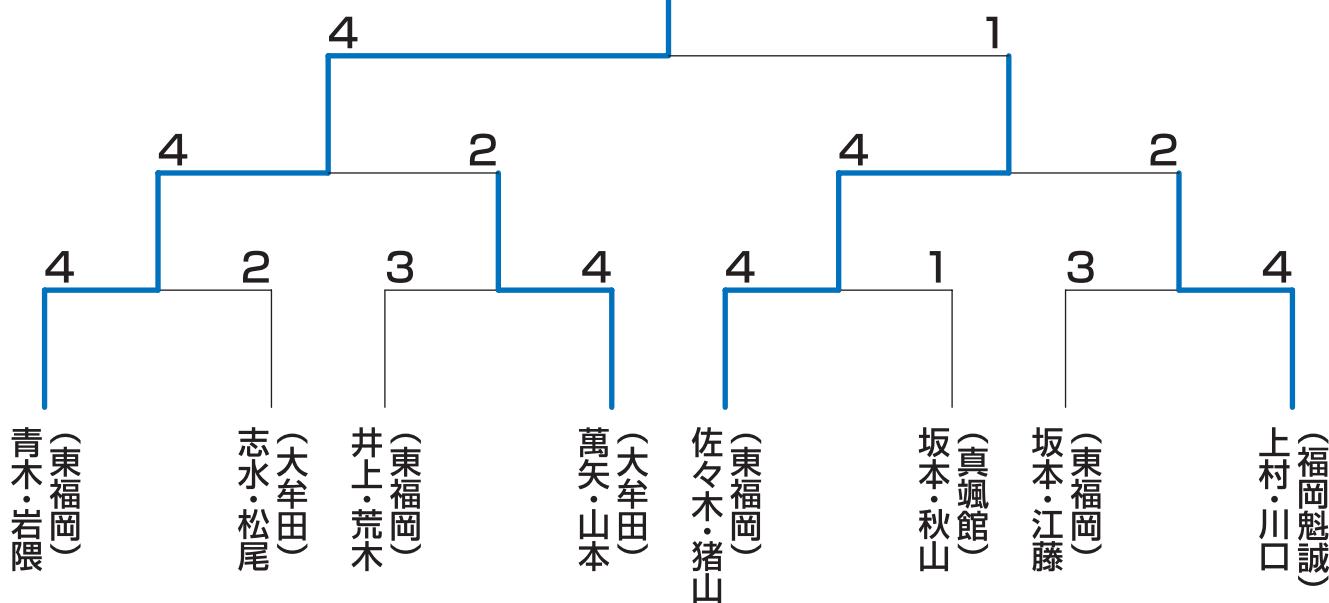 4
1
4
2
4
2
4
2
3
4
4
1
3
4
青木・岩隈
(東福岡)
志水・松尾
(大牟田)
井上・荒木
(東福岡)
萬矢・山本
(大牟田)
佐々木・猪山
(東福岡)
坂本・秋山
(真颯館)
坂本・江藤
(東福岡)
上村・川口
(福岡魁誠)